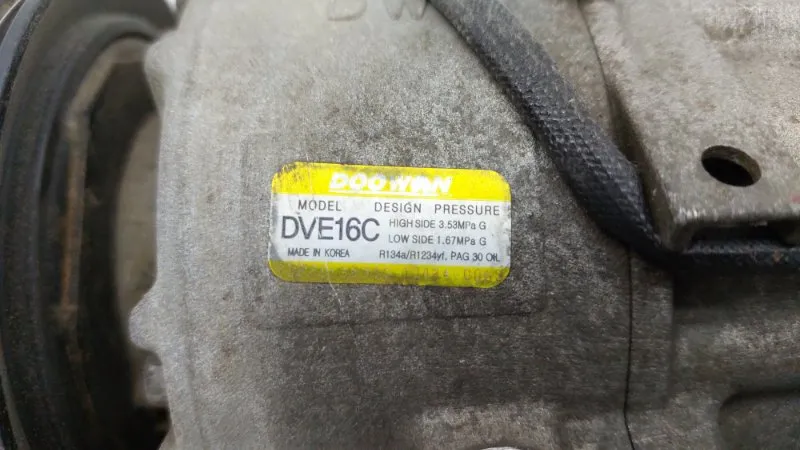 DW
DOOWON
MODEL DESIGN PRESSURE
DVE16C HIGH SIDE 3.53MPa G
LOW SIDE 1.67MPa G
MADE IN KOREA R134a/R1234yf, PAG 30 OIL